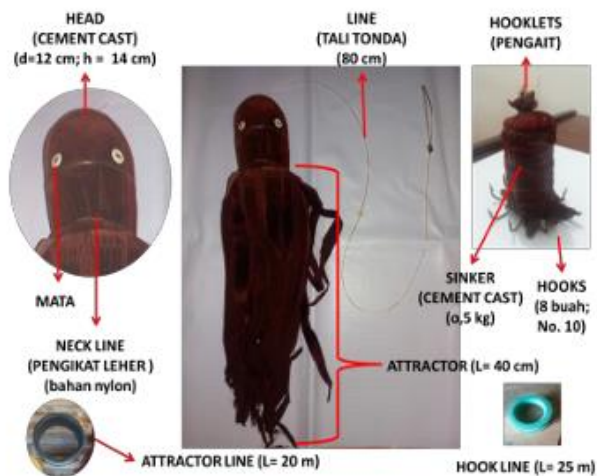 HEAD
(CEMENT CAST)
(d=12 cm; h = 14 cm)
LINE
(TALI TONDA)
(80 cm)
HOOKLETS
(PENGAIT)
MATA
NECK LINE
(PENGIKAT LEHER )
(bahan nylon)
SINKER
(CEMENT CAST)
(o,5 kg)
HOOKS
(8 buah;
No. 10)
ATTRACTOR (L= 40 cm)
ATTRACTOR LINE (L= 20 m)
HOOK LINE (L= 25 m)